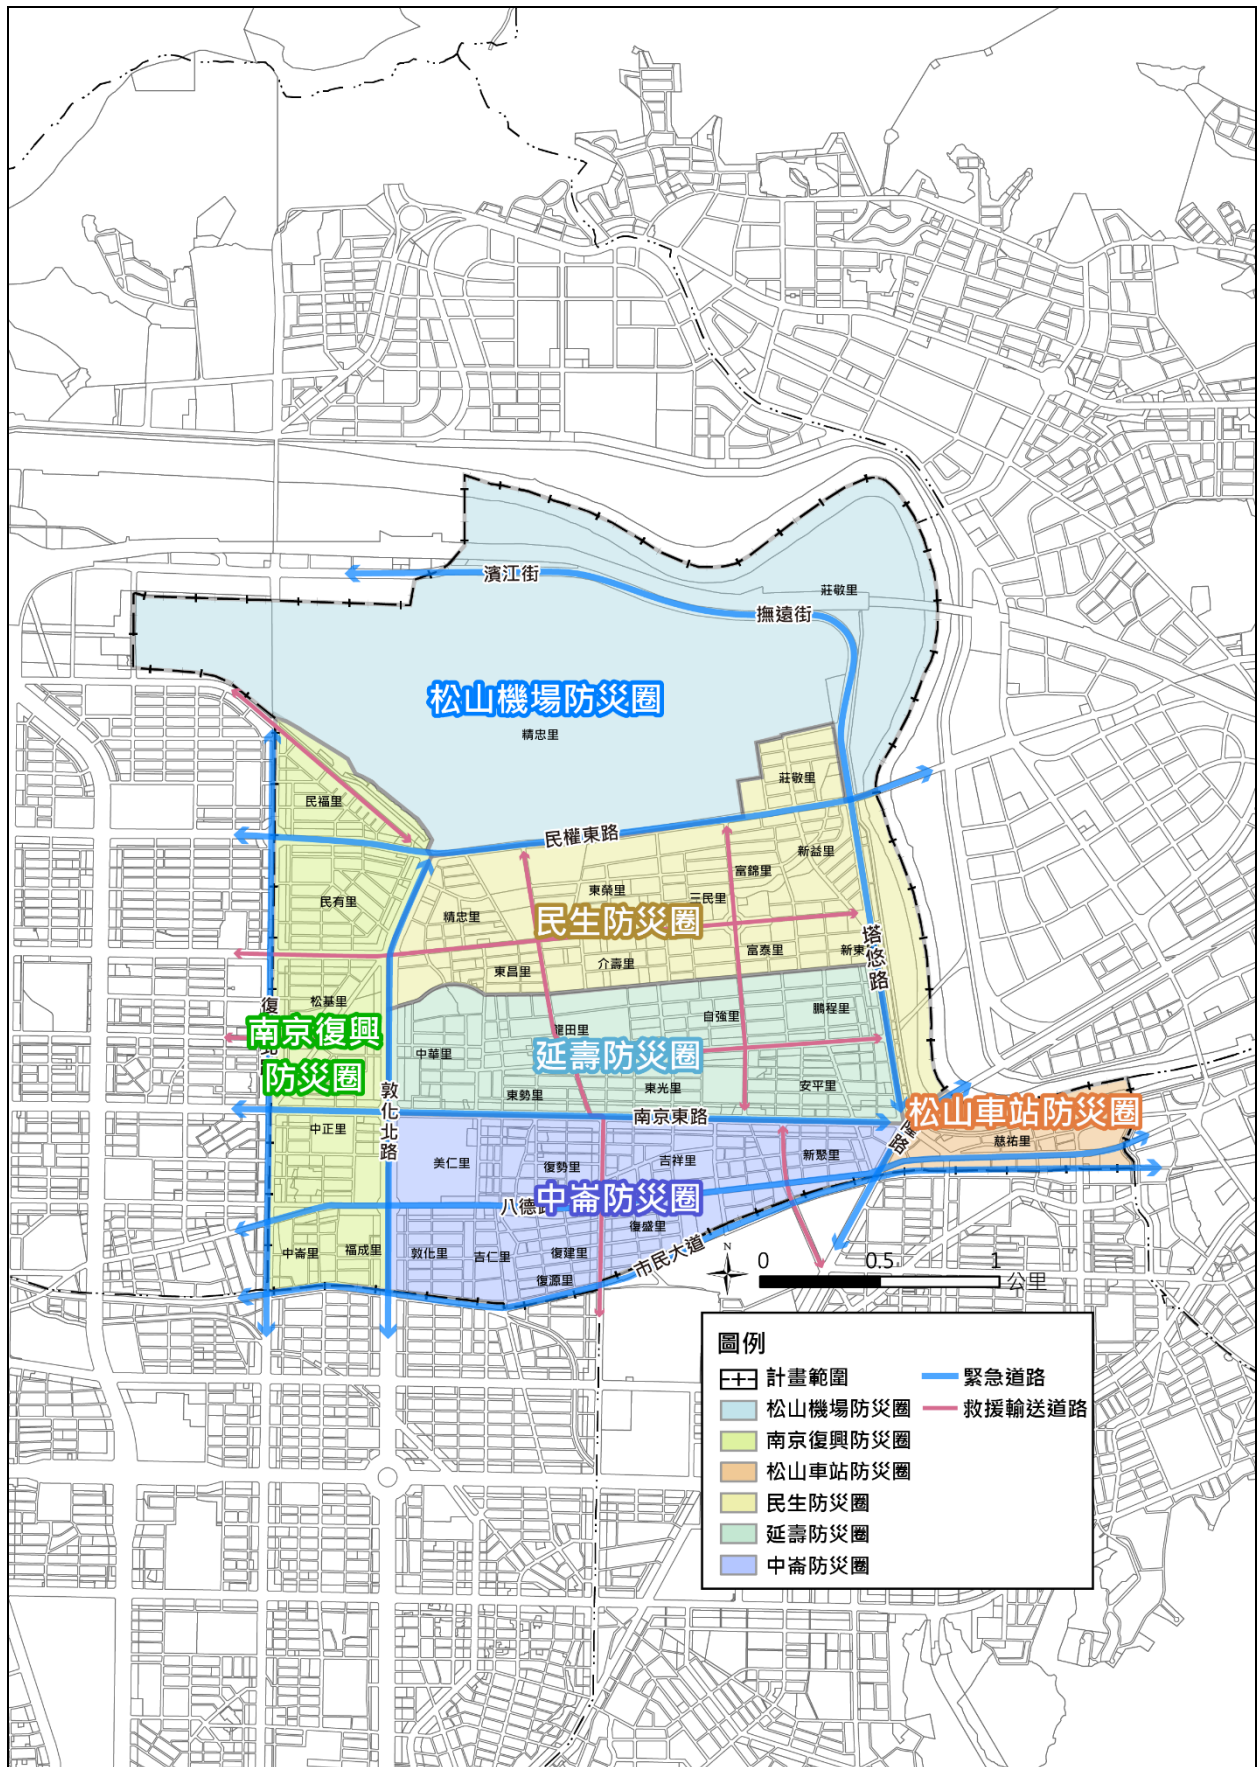 濱江街
莊敬里
撫遠街
松山機場防災圈
精忠里
莊敬里
民福里
民權東路
新益里
富錦里
東榮里
三民里
民有里
精忠里
民生防災圈
塔悠路
富泰里
新東
介壽里
東昌里
松基里
復
南京復興
防災圈
鵬程里
自強里
龍田里
中華里
延壽防災圈
東光里
安平里
東勢里
敦化北路
南京東路
松山車站防災圈
中正里
慈祐里
路
新聚里
吉祥里
美仁里
復勢里
中崙防災圈
八德路
復盛里
中崙里
福成里
敦化里
吉仁里
復建里
市民大道
復源里
N
0 0.5 1
公里
圖例
計畫範圍
緊急道路
松山機場防災圈
救援輸送道路
南京復興防災圈
松山車站防災圈
民生防災圈
延壽防災圈
中崙防災圈